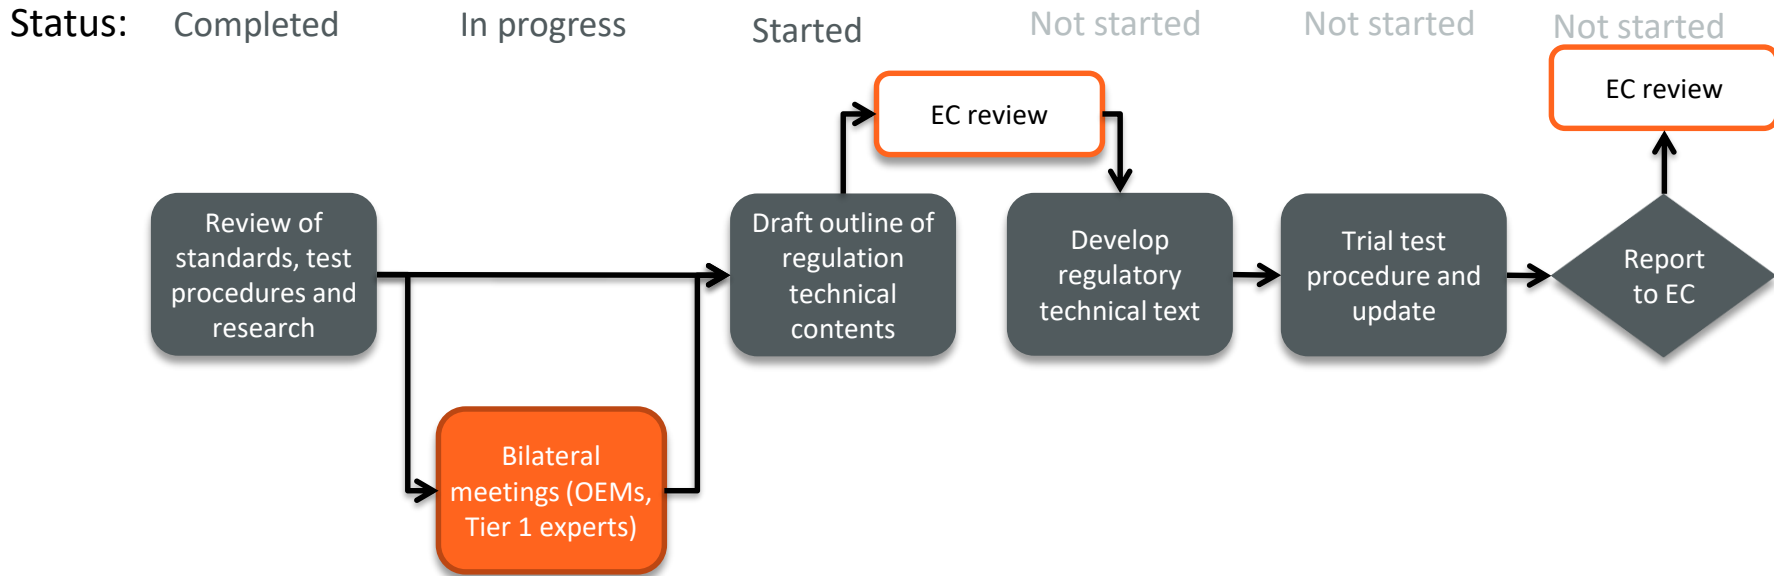 Status: Completed In progress Started Not started Not started Not started
EC review
EC review
Review of
standards, test
procedures and
research
Draft outline of
regulation
technical
contents
Develop
regulatory
technical text
Trial test
procedure and
update
Report
to EC
Bilateral
meetings (OEMs,
Tier 1 experts)